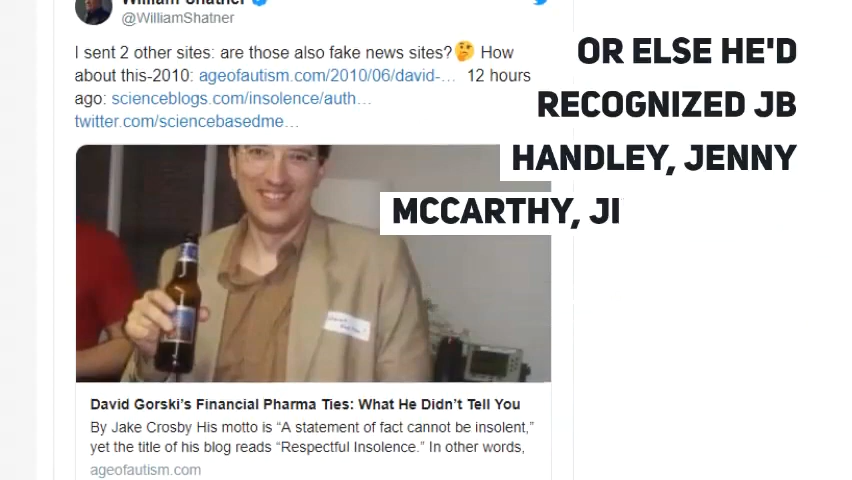 @WilliamShatner
I sent 2 other sites: are those also fake news sites?🤔 How
about this-2010: ageofautism.com/2010/06/david-… 12 hours
ago: scienceblogs.com/insolence/auth…
twitter.com/sciencebasedme…
OR ELSE HE'D
RECOGNIZED JB
HANDLEY, JENNY
MCCARTHY, JI
David Gorski's Financial Pharma Ties: What He Didn't Tell You
By Jake Crosby His motto is “A statement of fact cannot be insolent,”
yet the title of his blog reads “Respectful Insolence.” In other words,
ageofautism.com